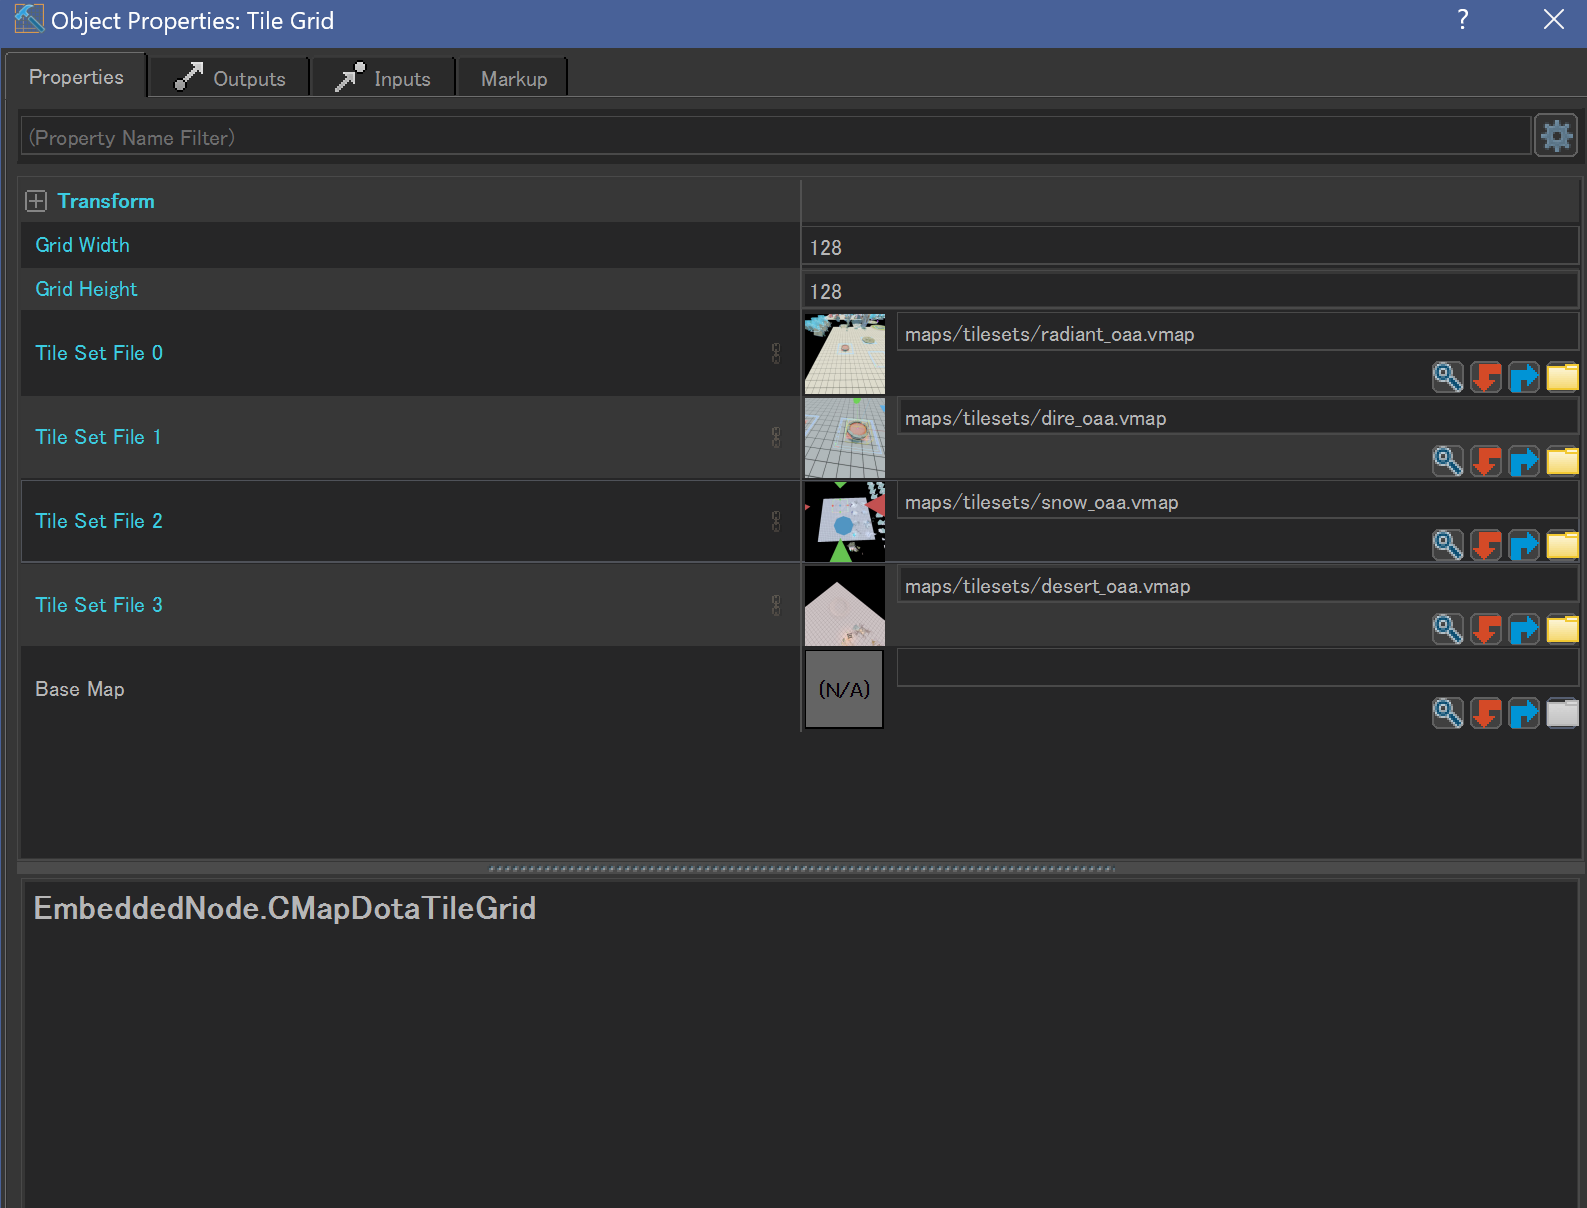 Object Properties: Tile Grid
?
Properties
Outputs
Inputs
Markup
(Property Name Filter)
Transform
Grid Width
128
Grid Height
128
Tile Set File 0
maps/tilesets/radiant_oaa.vmap
Tile Set File 1
maps/tilesets/dire_oaa.vmap
Tile Set File 2
maps/tilesets/snow_oaa.vmap
Tile Set File 3
maps/tilesets/desert_oaa.vmap
Base Map
(N/A)
EmbeddedNode.CMapDotaTileGrid